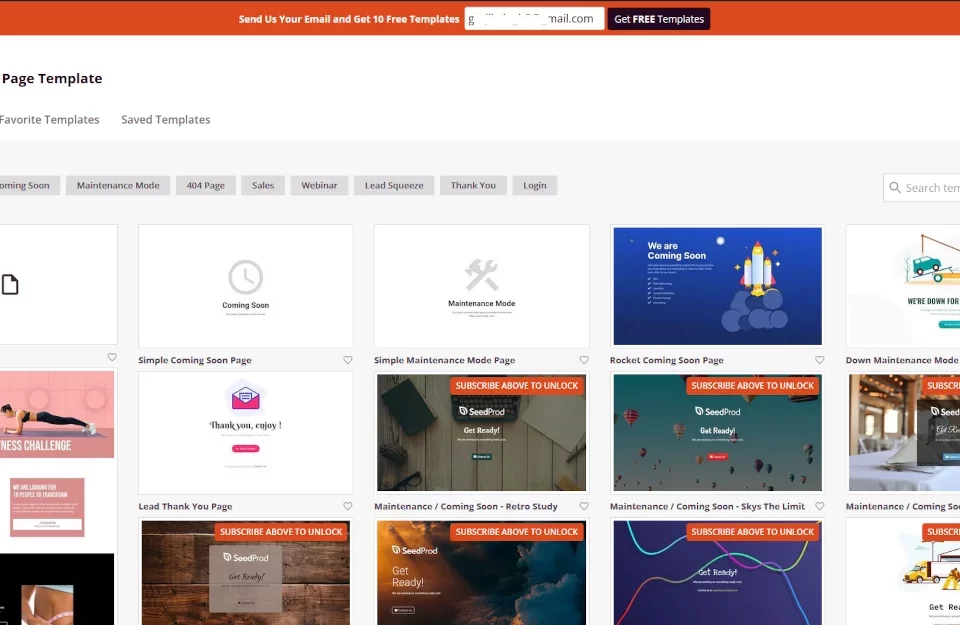 Send Us Your Email and Get 10 Free Templates
mail.com
Get FREE Templates
Page Template
Favorite Templates
Saved Templates
oming Soon
Maintenance Mode
404 Page
Sales
Webinar
Lead Squeeze
Thank You
Login
Search tem
Coming Soon
Maintenance Mode
We are
Coming Soon
WE'RE DOWN FOR
Simple Coming Soon Page
Simple Maintenance Mode Page
Rocket Coming Soon Page
Down Maintenance Mode
NESS CHALLENGE
WE ARE LOOKING FOR
10 PEOPLE TO TRANSFORM
Thank you, enjoy !
SUBSCRIBE ABOVE TO UNLOCK
SeedProd
Get Ready!
SUBSCRIBE ABOVE TO UNLOCK
SeedProd
Get Ready!
SUBSCRI
SeedPro
Lead Thank You Page
Maintenance / Coming Soon - Retro Study
Maintenance / Coming Soon - Skys The Limit
Maintenance / Coming Soo
SUBSCRIBE ABOVE TO UNLOCK
SeedProd
Get Ready!
SUBSCRIBE ABOVE TO UNLOCK
SeedProd
Get
Ready!
SUBSCRIBE ABOVE TO UNLOCK
Get Ready!
SUBSCRI
Get Read